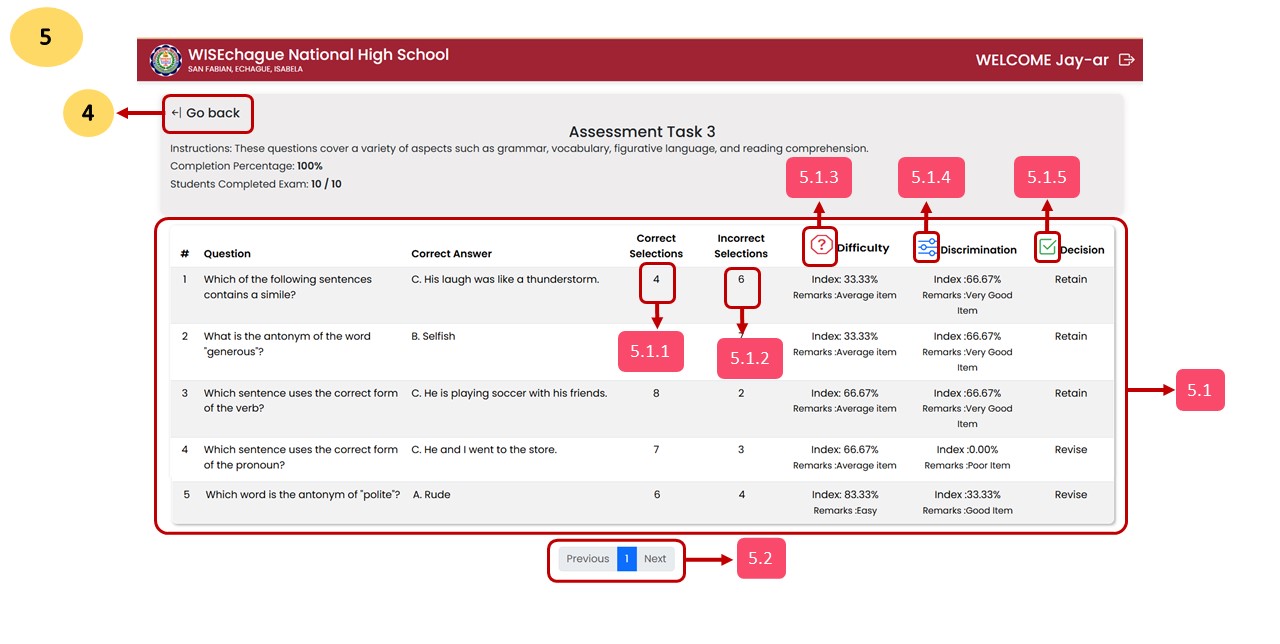 5
WISEchague National High School
SAN FABIAN, ECHAGUE, ISABELA
WELCOME Jay-ar
4
Go back
Assessment Task 3
Instructions: These questions cover a variety of aspects such as grammar, vocabulary, figurative language, and reading comprehension.
Completion Percentage: 100%
Students Completed Exam: 10 / 10
5.1.3 5.1.4 5.1.5
# Question Correct Answer Correct Selections Incorrect Selections Difficulty Discrimination Decision
1 Which of the following sentences C. His laugh was like a thunderstorm. 4 6 Index: 33.33% Index :66.67% Retain
contains a simile? Remarks :Average item Remarks :Very Good
Item
2 What is the antonym of the word B. Selfish Index: 33.33% Index :66.67% Retain
"generous"? Remarks :Average item Remarks :Very Good
Item
5.1.1 5.1.2
3 Which sentence uses the correct form C. He is playing soccer with his friends. 8 2 Index: 66.67% Index :66.67% Retain
of the verb? Remarks :Average item Remarks :Very Good
Item
5.1
4 Which sentence uses the correct form C. He and I went to the store. 7 3 Index: 66.67% Index :0.00% Revise
of the pronoun? Remarks :Average item Remarks :Poor Item
5 Which word is the antonym of "polite"? A. Rude 6 4 Index: 83.33% Index :33.33% Revise
Remarks :Easy Remarks :Good Item
Previous 1 Next
5.2